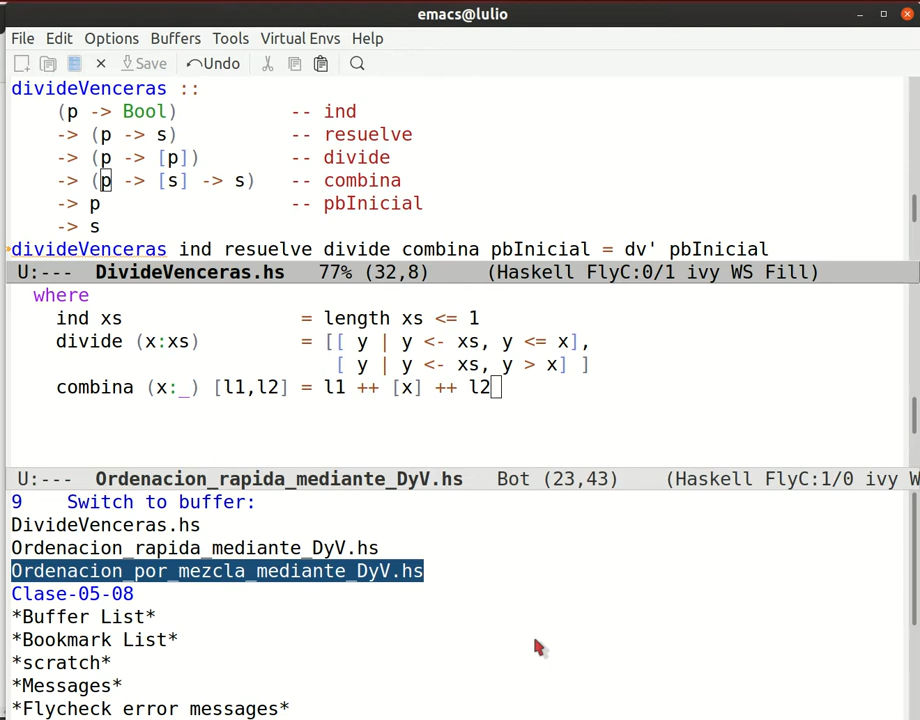 emacs@lulio
File Edit Options Buffers Tools Virtual Envs Help
Save Undo
divideVenceras ::
    (p -> Bool)          -- ind
    -> (p -> s)          -- resuelve
    -> (p -> [p])        -- divide
    -> (p -> [s] -> s)   -- combina
    -> p                 -- pbInicial
    -> s
divideVenceras ind resuelve divide combina pbInicial = dv' pbInicial
U:---  DivideVenceras.hs   77% (32,8)      (Haskell FlyC:0/1 ivy WS Fill)
  where
    ind xs                = length xs <= 1
    divide (x:xs)         = [[ y | y <- xs, y <= x],
                             [ y | y <- xs, y > x] ]
    combina (x:_) [l1,l2] = l1 ++ [x] ++ l2
U:---  Ordenacion_rapida_mediante_DyV.hs   Bot (23,43)     (Haskell FlyC:1/0 ivy W
9    Switch to buffer:
DivideVenceras.hs
Ordenacion_rapida_mediante_DyV.hs
Ordenacion_por_mezcla_mediante_DyV.hs
Clase-05-08
*Buffer List*
*Bookmark List*
*scratch*
*Messages*
*Flycheck error messages*